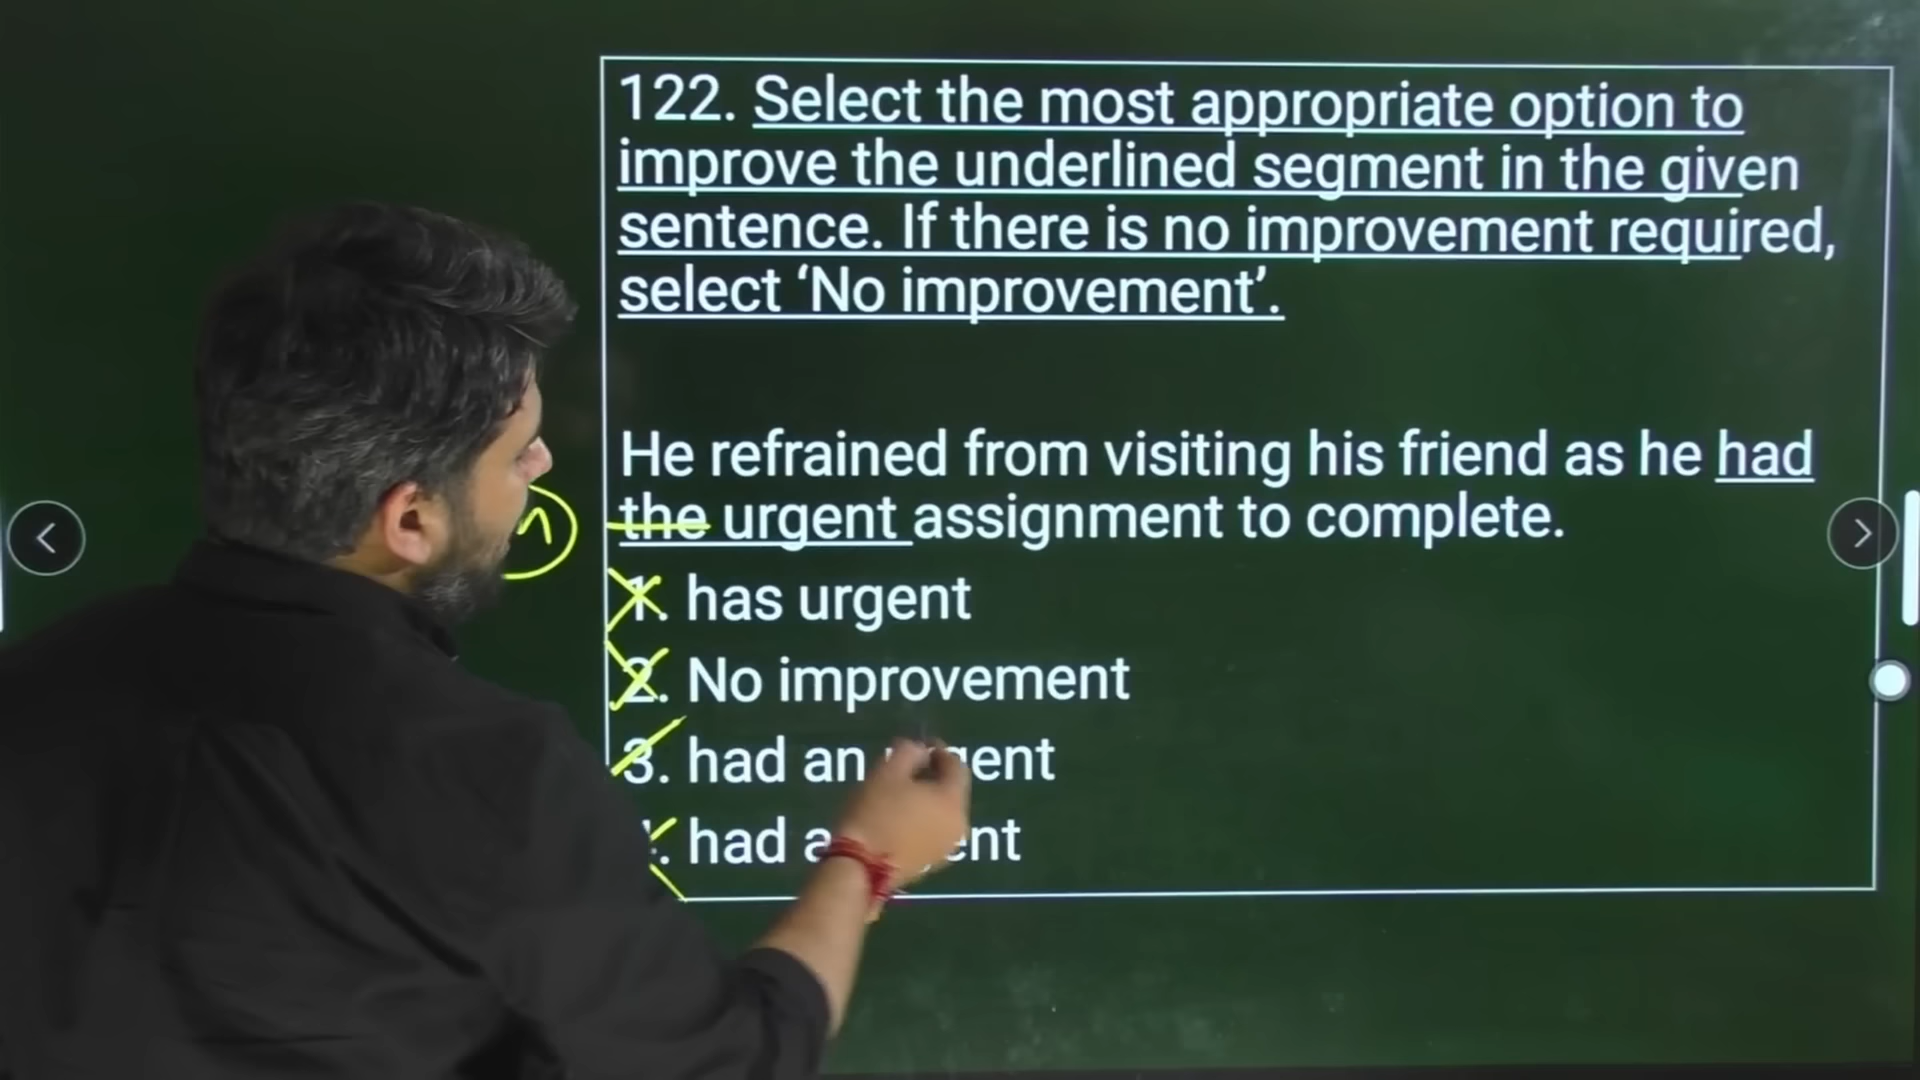 122. Select the most appropriate option to
improve the underlined segment in the given
sentence. If there is no improvement required,
select ‘No improvement’.
He refrained from visiting his friend as he had
the urgent assignment to complete.
1. has urgent
2. No improvement
3. had an urgent
had